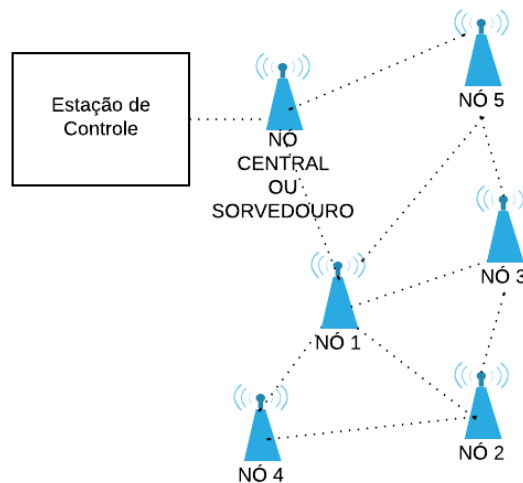 Estação de
Controle
NÓ
CENTRAL
OU
SORVEDOURO
NÓ 5
NÓ 3
NÓ 1
NÓ 2
NÓ 4